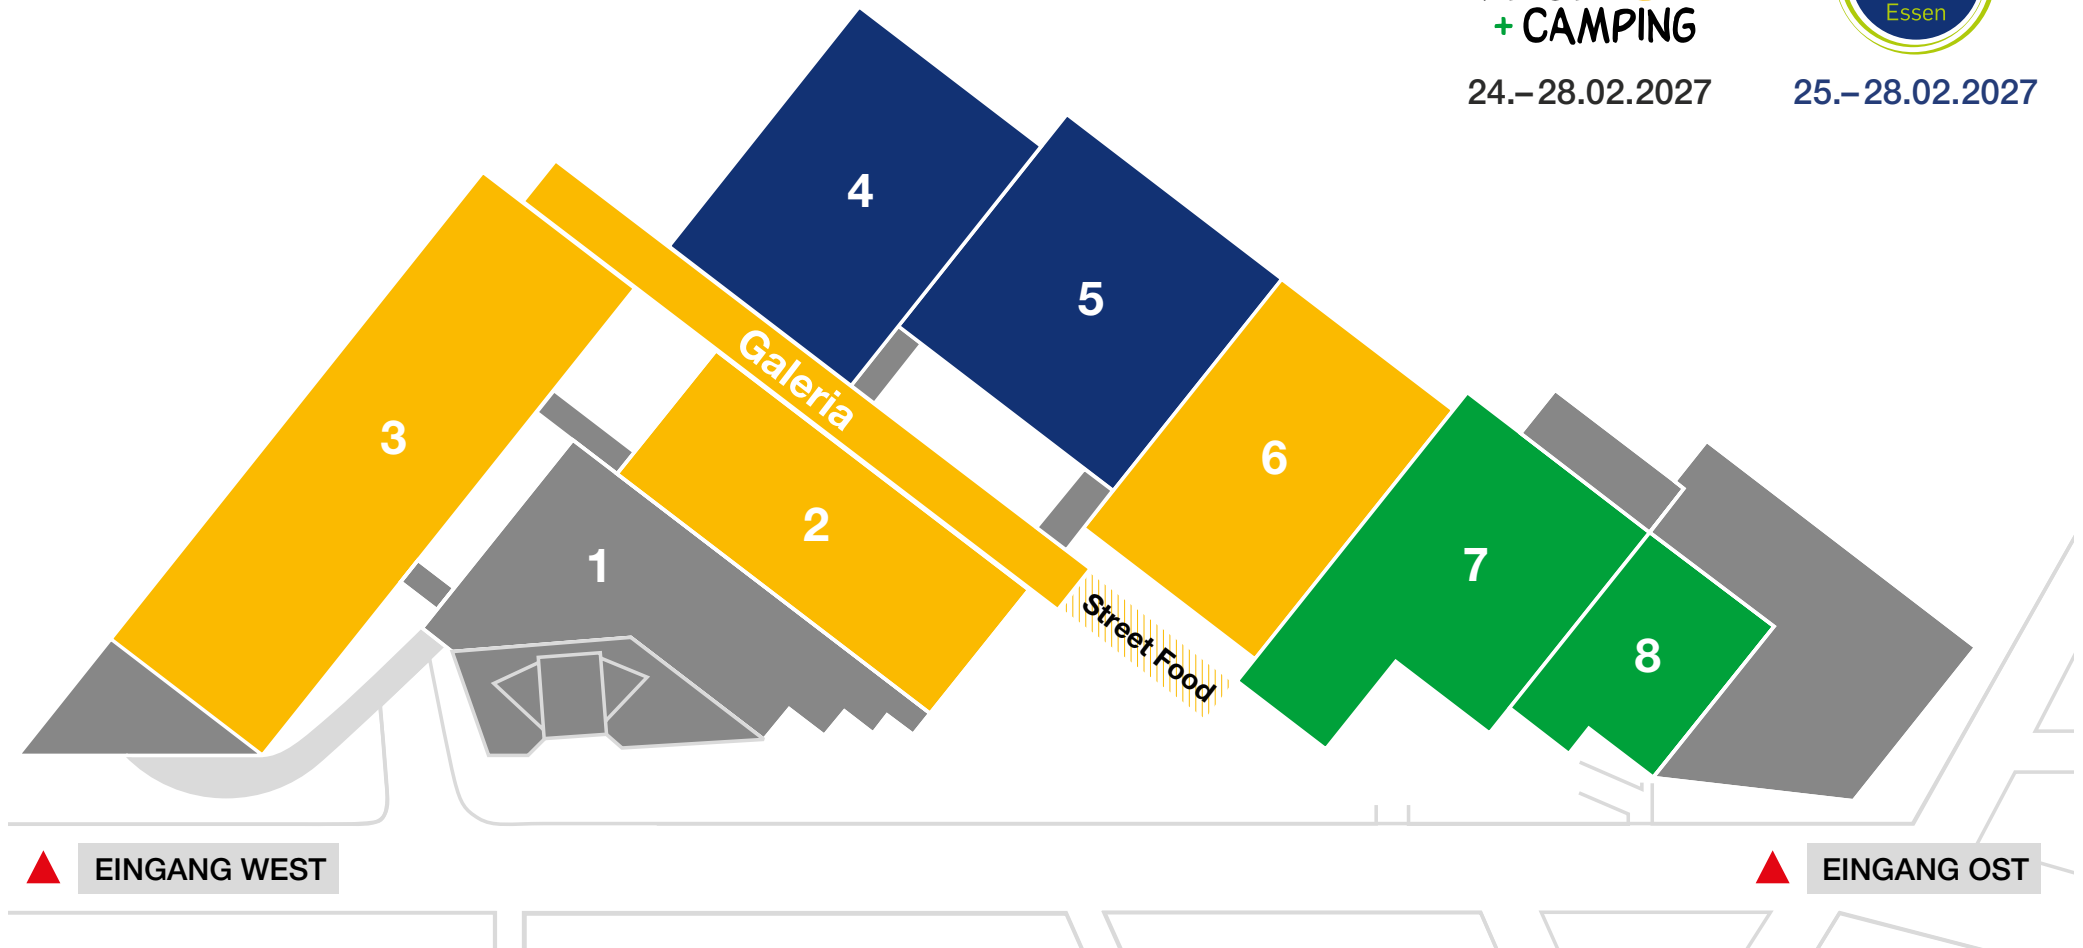 + CAMPING
Essen
24.–28.02.2027
25.–28.02.2027
4
5
3
Galeria
6
2
1
7
Street Food
8
EINGANG WEST
EINGANG OST